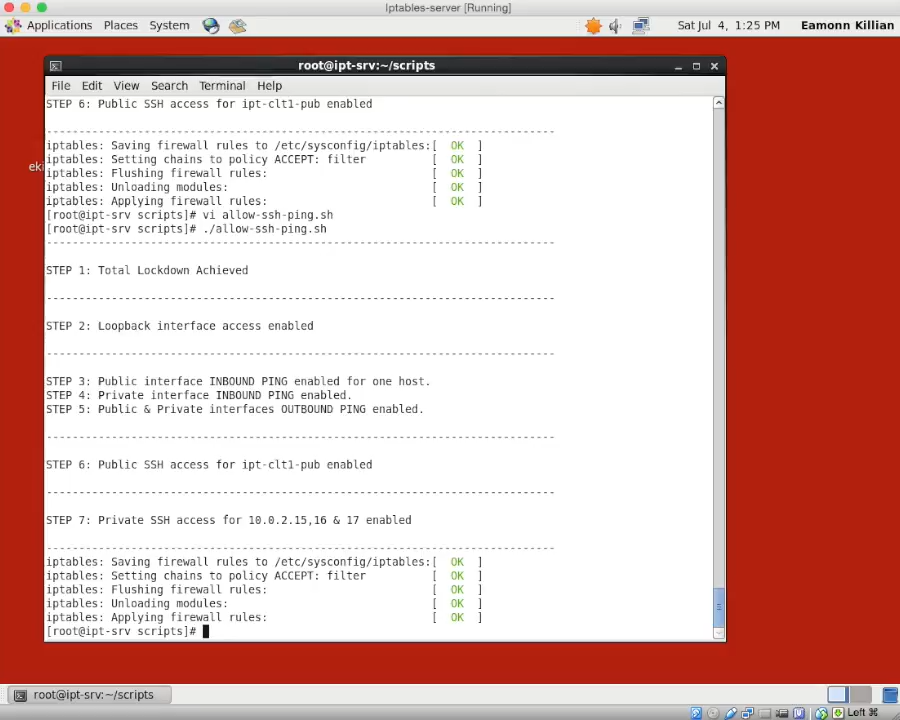 Iptables-server [Running]
Applications Places System Sat Jul 4, 1:25 PM Eamonn Killian
root@ipt-srv:~/scripts
File Edit View Search Terminal Help
STEP 6: Public SSH access for ipt-clt1-pub enabled
------------------------------------------------------------------------------
iptables: Saving firewall rules to /etc/sysconfig/iptables:[ OK ]
eki
iptables: Setting chains to policy ACCEPT: filter [ OK ]
iptables: Flushing firewall rules: [ OK ]
iptables: Unloading modules: [ OK ]
iptables: Applying firewall rules: [ OK ]
[root@ipt-srv scripts]# vi allow-ssh-ping.sh
[root@ipt-srv scripts]# ./allow-ssh-ping.sh
------------------------------------------------------------------------------
STEP 1: Total Lockdown Achieved
------------------------------------------------------------------------------
STEP 2: Loopback interface access enabled
------------------------------------------------------------------------------
STEP 3: Public interface INBOUND PING enabled for one host.
STEP 4: Private interface INBOUND PING enabled.
STEP 5: Public & Private interfaces OUTBOUND PING enabled.
------------------------------------------------------------------------------
STEP 6: Public SSH access for ipt-clt1-pub enabled
------------------------------------------------------------------------------
STEP 7: Private SSH access for 10.0.2.15,16 & 17 enabled
------------------------------------------------------------------------------
iptables: Saving firewall rules to /etc/sysconfig/iptables:[ OK ]
iptables: Setting chains to policy ACCEPT: filter [ OK ]
iptables: Flushing firewall rules: [ OK ]
iptables: Unloading modules: [ OK ]
iptables: Applying firewall rules: [ OK ]
[root@ipt-srv scripts]#
root@ipt-srv:~/scripts
Left ⌘